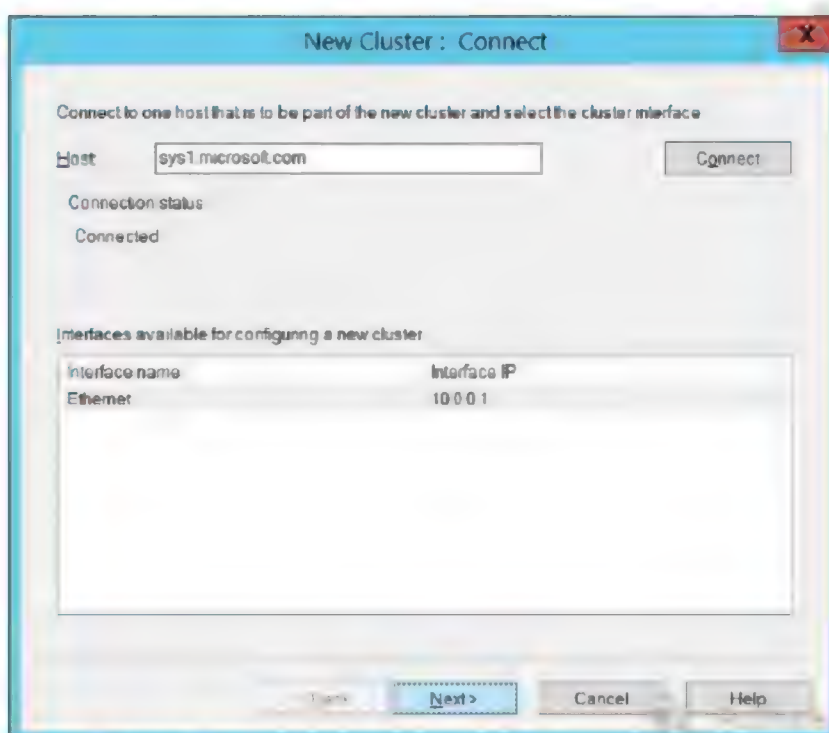 New Cluster : Connect
X
Connect to one host that is to be part of the new cluster and select the cluster interface
Host sys1.microsoft.com Connect
Connection status
Connected
Interfaces available for configuring a new cluster
Interface name Interface IP
Ethernet 10.0.0.1
Next > Cancel Help